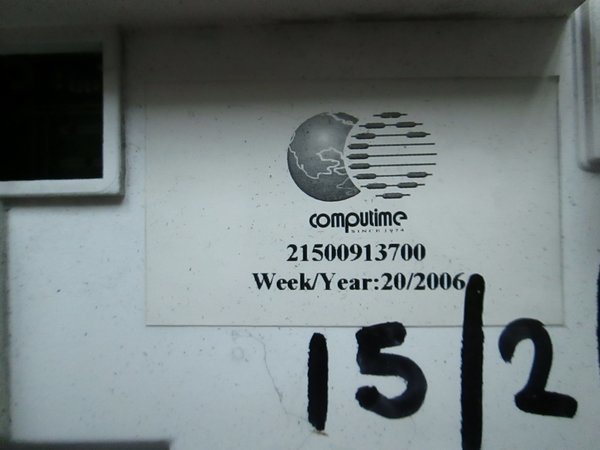 computime
SINCE 1974
21500913700
Week/Year:20/2006
15/2